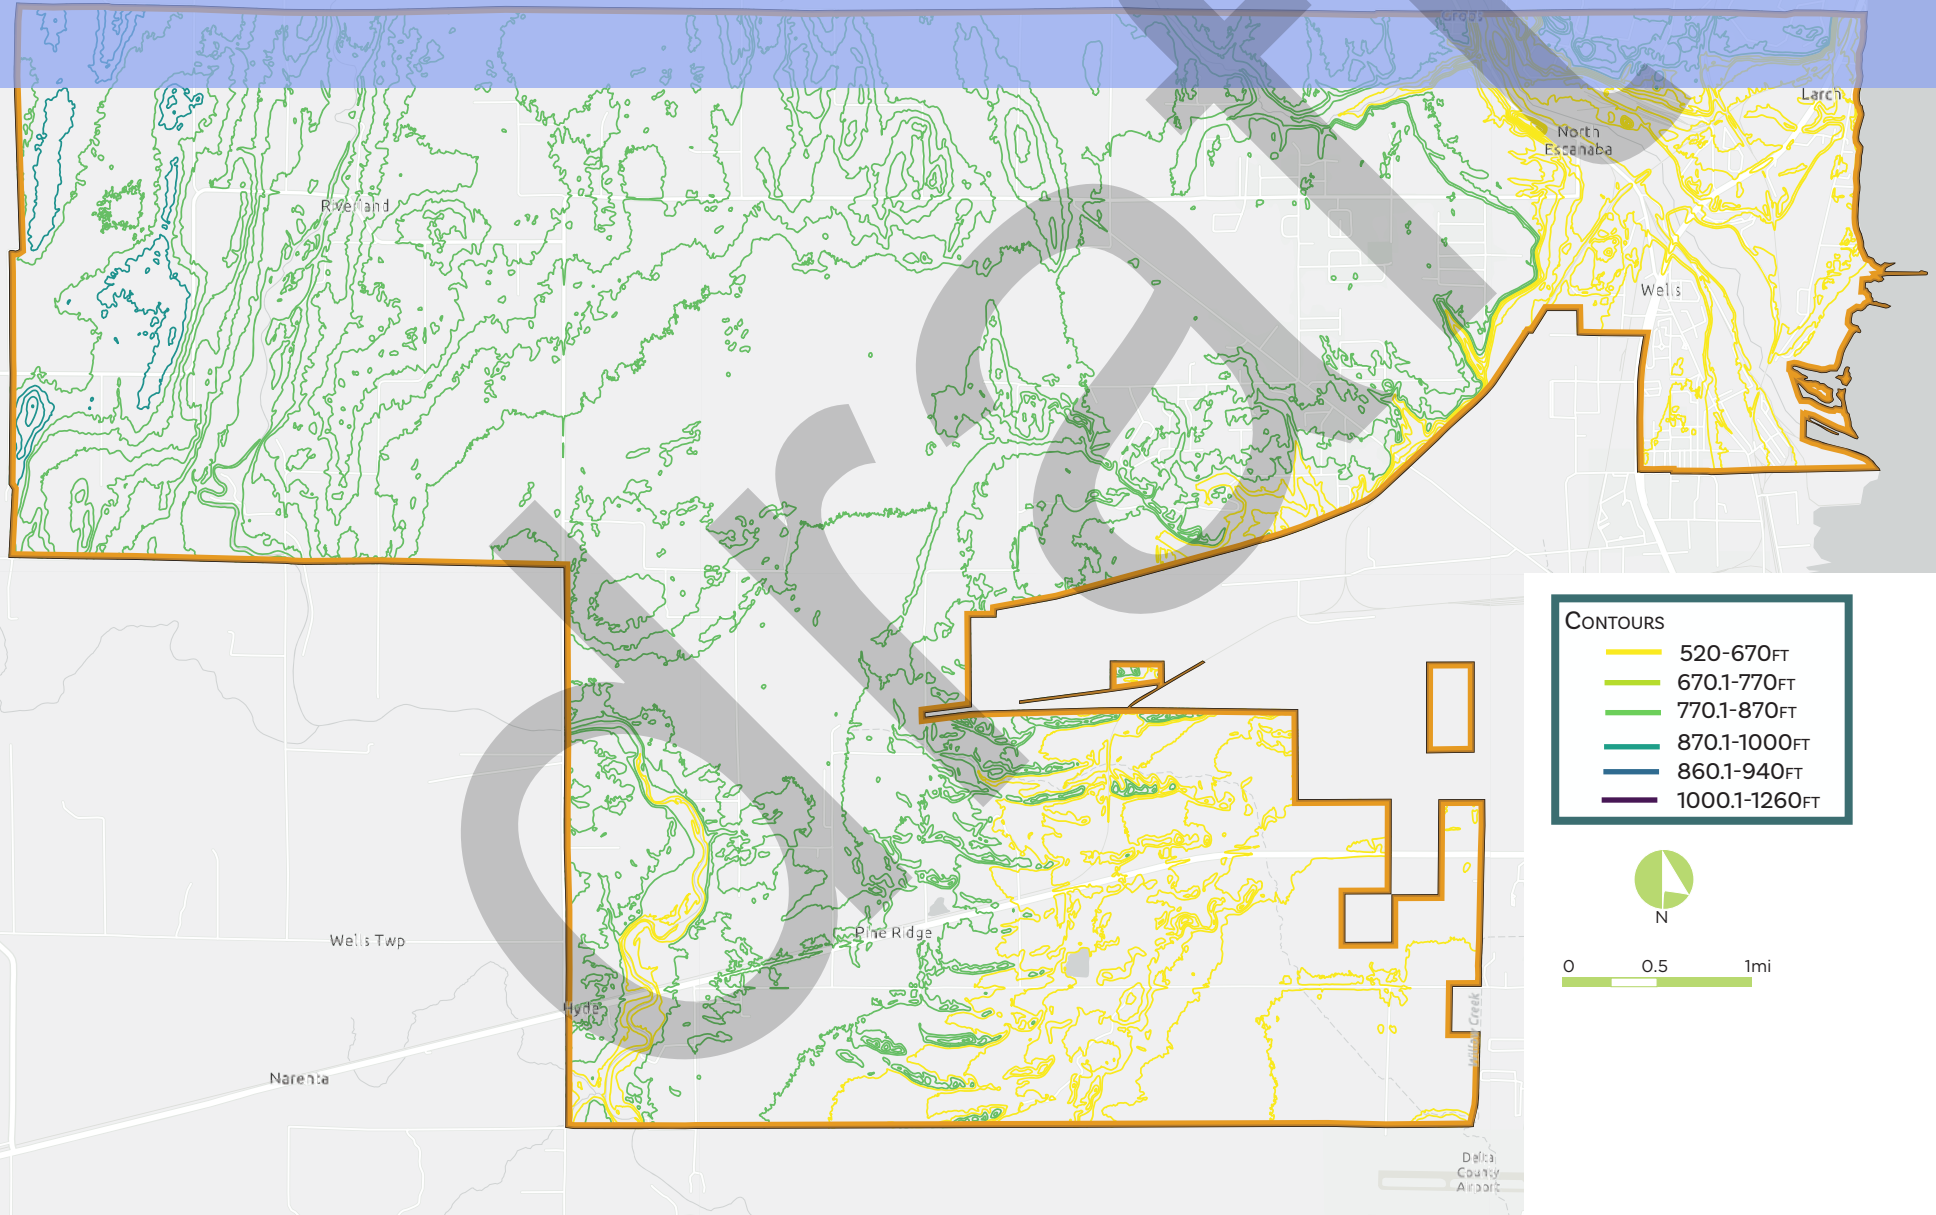 Larch
North
Escanaba
Riverland
Wells
draft
CONTOURS
520-670FT
670.1-770FT
770.1-870FT
870.1-1000FT
860.1-940FT
1000.1-1260FT
N
0 0.5 1mi
Wells Twp
Pine Ridge
Hyde
Narenta
Creek
Delta
County
Airport